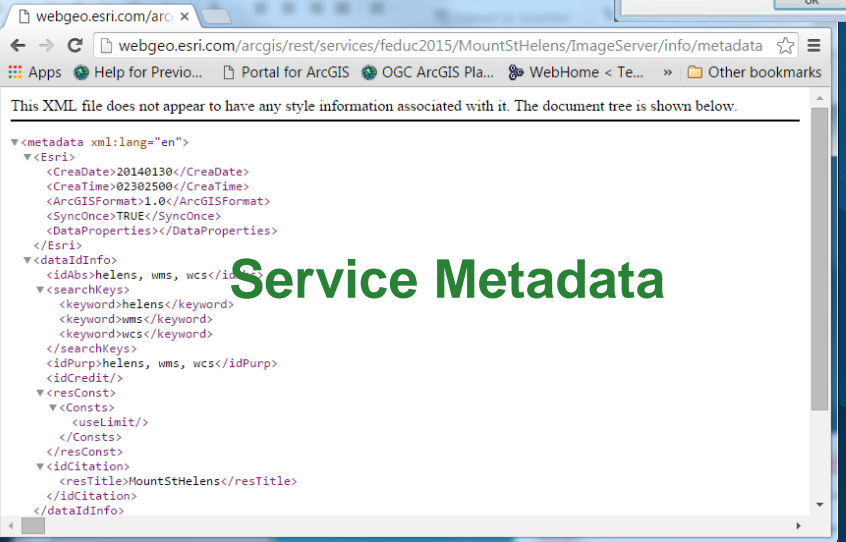 OK
webgeo.esri.com/arc
webgeo.esri.com/arcgis/rest/services/feduc2015/MountStHelens/ImageServer/info/metadata
Apps Help for Previo... Portal for ArcGIS OGC ArcGIS Pla... WebHome < Te... » Other bookmarks
This XML file does not appear to have any style information associated with it. The document tree is shown below.
▼<metadata xml:lang="en">
▼<Esri>
<CreaDate>20140130</CreaDate>
<CreaTime>02302500</CreaTime>
<ArcGISFormat>1.0</ArcGISFormat>
<SyncOnce>TRUE</SyncOnce>
<DataProperties></DataProperties>
</Esri>
▼<dataIdInfo>
<idAbs>helens, wms, wcs</idAbs>
Service Metadata
▼<searchKeys>
<keyword>helens</keyword>
<keyword>wms</keyword>
<keyword>wcs</keyword>
</searchKeys>
<idPurp>helens, wms, wcs</idPurp>
<idCredit/>
▼<resConst>
▼<Consts>
<useLimit/>
</Consts>
</resConst>
▼<idCitation>
<resTitle>MountStHelens</resTitle>
</idCitation>
</dataIdInfo>